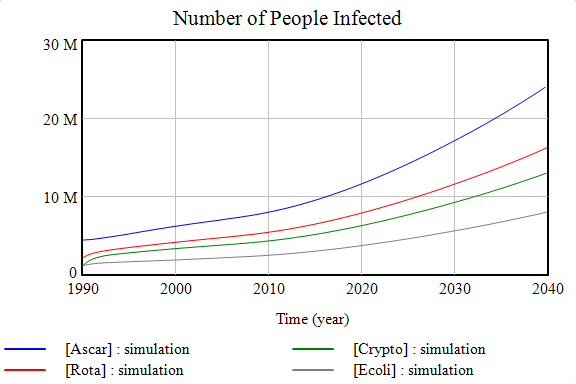 Number of People Infected
30 M
20 M
10 M
0
1990 2000 2010 2020 2030 2040
Time (year)
[Ascar] : simulation [Crypto] : simulation
[Rota] : simulation [Ecoli] : simulation